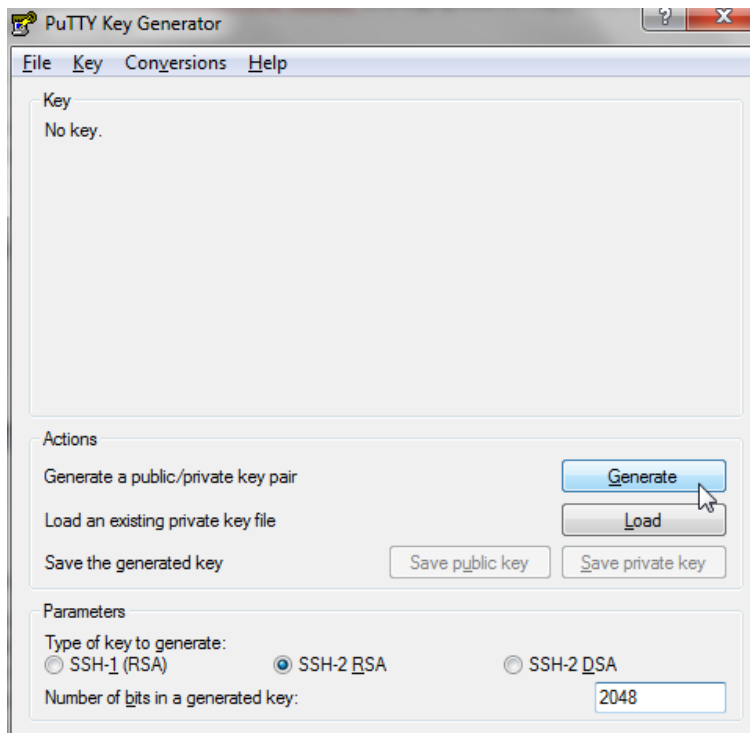 PuTTY Key Generator
?
File Key Conversions Help
Key
No key.
Actions
Generate a public/private key pair Generate
Load an existing private key file Load
Save the generated key Save public key Save private key
Parameters
Type of key to generate:
SSH-1 (RSA) SSH-2 RSA SSH-2 DSA
Number of bits in a generated key: 2048